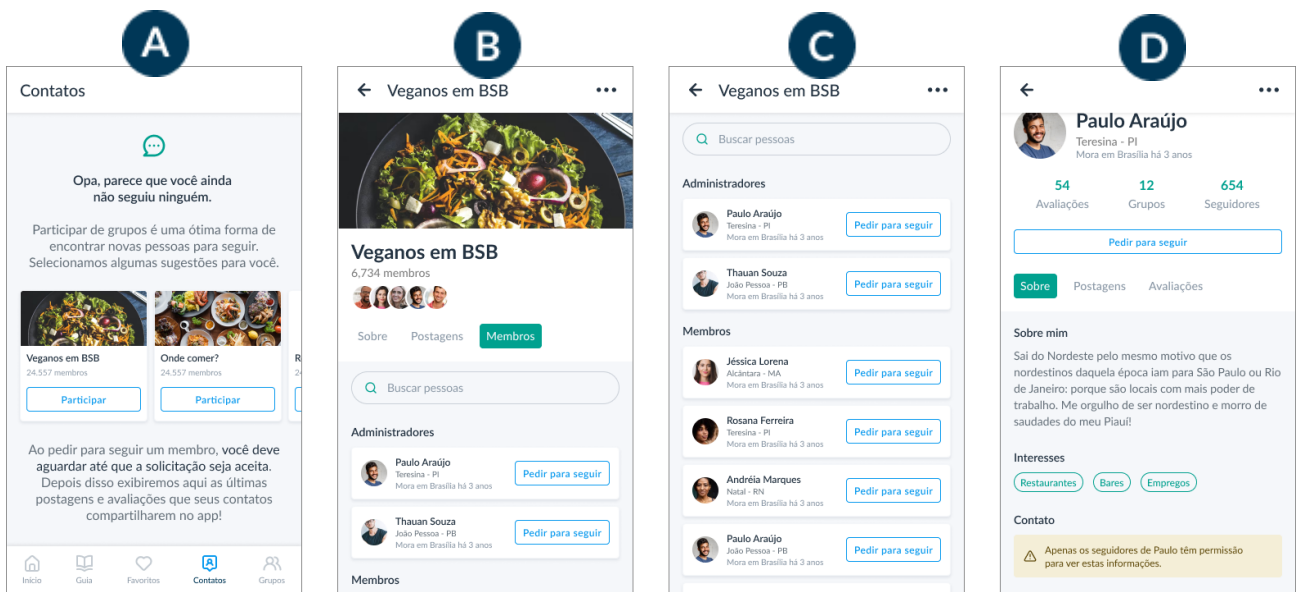 A
Contatos
Opa, parece que você ainda
não seguiu ninguém.
Participar de grupos é uma ótima forma de
encontrar novas pessoas para seguir.
Selecionamos algumas sugestões para você.
Veganos em BSB
24.557 membros
Participar
Onde comer?
24.557 membros
Participar
R
24
Ao pedir para seguir um membro, você deve
aguardar até que a solicitação seja aceita.
Depois disso exibiremos aqui as últimas
postagens e avaliações que seus contatos
compartilharem no app!
Início
Guia
Favoritos
Contatos
Grupos
B
Veganos em BSB
Veganos em BSB
6,734 membros
Sobre
Postagens
Membros
Buscar pessoas
Administradores
Paulo Araújo
Teresina - PI
Mora em Brasília há 3 anos
Pedir para seguir
Thauan Souza
João Pessoa - PB
Mora em Brasília há 3 anos
Pedir para seguir
Membros
C
Veganos em BSB
Buscar pessoas
Administradores
Paulo Araújo
Teresina - PI
Mora em Brasília há 3 anos
Pedir para seguir
Thauan Souza
João Pessoa - PB
Mora em Brasília há 3 anos
Pedir para seguir
Membros
Jéssica Lorena
Alcântara - MA
Mora em Brasília há 3 anos
Pedir para seguir
Rosana Ferreira
Teresina - PI
Mora em Brasília há 3 anos
Pedir para seguir
Andréia Marques
Natal - RN
Mora em Brasília há 3 anos
Pedir para seguir
Paulo Araújo
João Pessoa - PB
Mora em Brasília há 3 anos
Pedir para seguir
D
Paulo Araújo
Teresina - PI
Mora em Brasília há 3 anos
54
Avaliações
12
Grupos
654
Seguidores
Pedir para seguir
Sobre
Postagens
Avaliações
Sobre mim
Saí do Nordeste pelo mesmo motivo que os
nordestinos daquela época iam para São Paulo ou Rio
de Janeiro: porque são locais com mais poder de
trabalho. Me orgulho de ser nordestino e morro de
saudades do meu Piauí!
Interesses
Restaurantes
Bares
Empregos
Contato
Apenas os seguidores de Paulo têm permissão
para ver estas informações.